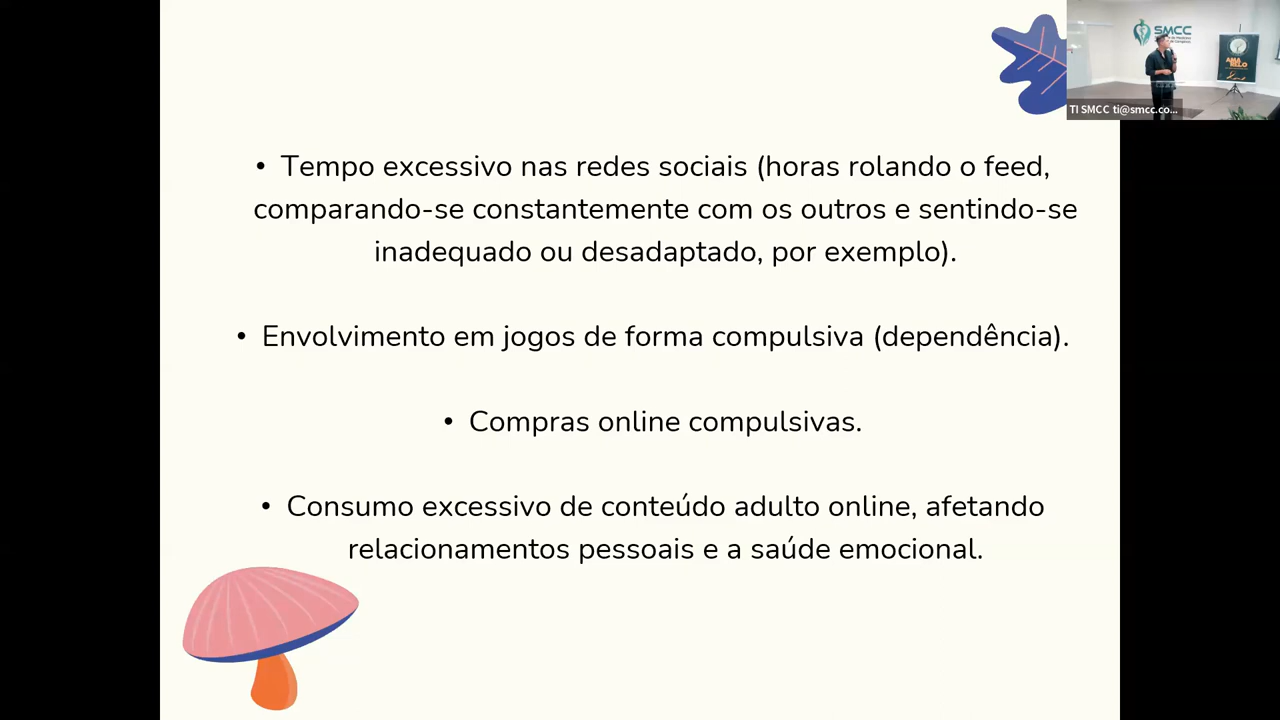 • Tempo excessivo nas redes sociais (horas rolando o feed,
comparando-se constantemente com os outros e sentindo-se
inadequado ou desadaptado, por exemplo).
• Envolvimento em jogos de forma compulsiva (dependência).
• Compras online compulsivas.
• Consumo excessivo de conteúdo adulto online, afetando
relacionamentos pessoais e a saúde emocional.
SMCC
TI SMCC ti@smcc.co...